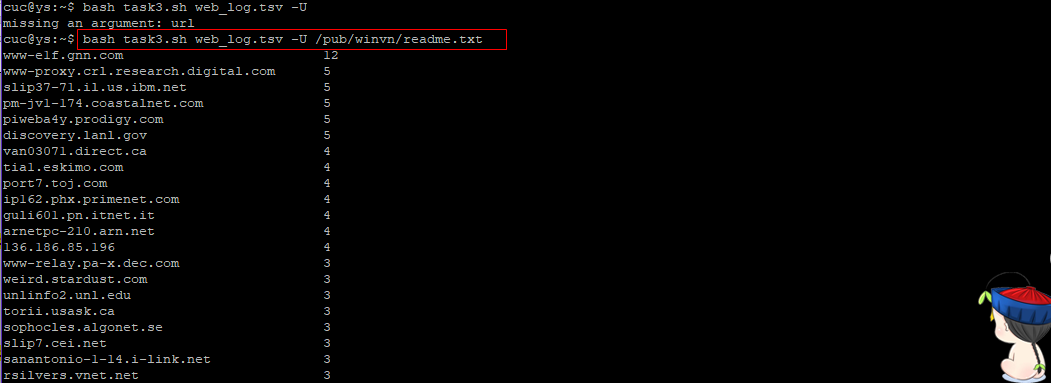 cuc@ys:~$ bash task3.sh web_log.tsv -U
missing an argument: url
cuc@ys:~$ bash task3.sh web_log.tsv -U /pub/winvn/readme.txt
www-elf.gnn.com 12
www-proxy.crl.research.digital.com 5
slip37-71.il.us.ibm.net 5
pm-jv1-174.coastalnet.com 5
piweba4y.prodigy.com 5
discovery.lanl.gov 5
van03071.direct.ca 4
tia1.eskimo.com 4
port7.toj.com 4
ip162.phx.primenet.com 4
guli601.pn.itnet.it 4
arnetpc-210.arn.net 4
136.186.85.196 4
www-relay.pa-x.dec.com 3
weird.stardust.com 3
unlinfo2.unl.edu 3
torii.usask.ca 3
sophocles.algonet.se 3
slip7.cei.net 3
sanantonio-1-14.i-link.net 3
rsilvers.vnet.net 3